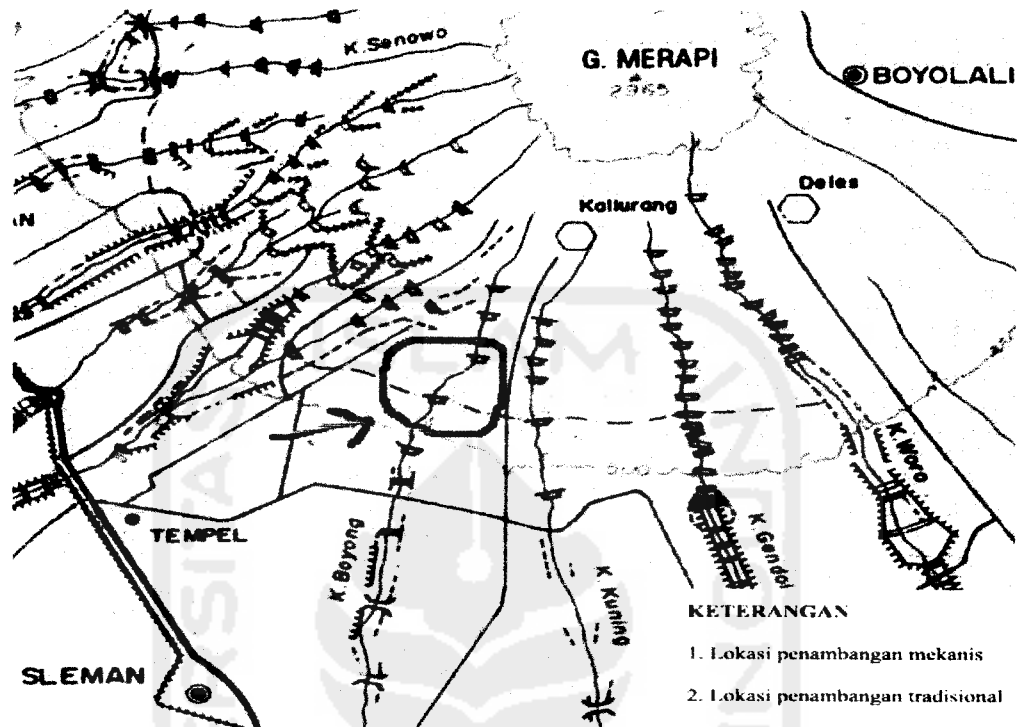 K. Senowo
G. MERAPI
2965
BOYOLALI
Deles
Kaliurang
K. Woro
TEMPEL
K. Boyong
K. Gendol
K. Kuning
SLEMAN
KETERANGAN
1. Lokasi penambangan mekanis
2. Lokasi penambangan tradisional